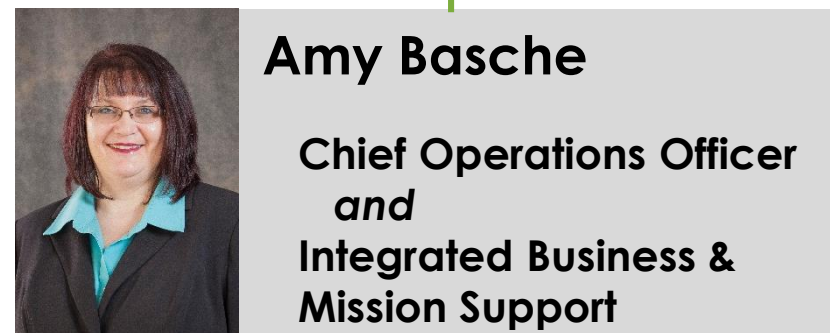 Amy Basche
Chief Operations Officer
and
Integrated Business &
Mission Support